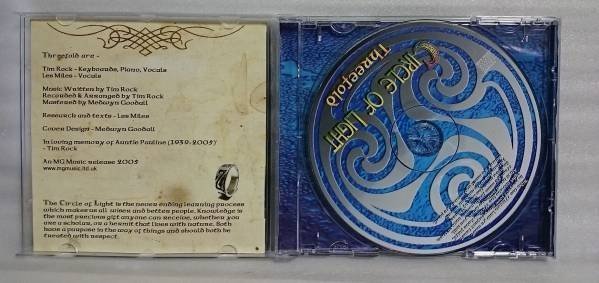 Threefold are -
Tim Rock - Keyboards, Piano, Vocals
Les Miles - Vocals
Music Written by Tim Rock
Recorded & Arranged by Tim Rock
Mastered by Medwyn Goodall
Research and texts - Les Miles
Cover Design - Medwyn Goodall
In loving memory of Auntie Pauline (1939-2005)
- Tim Rock
An MG Music release 2005
www.mgmusic.ltd.uk
The Circle of Light is the never ending learning process
which makes us all wiser and better people. Knowledge is
the most precious gift anyone can receive, whether you
are a scholar, or a hermit that lives with nature. Both
have a purpose in the way of things and should both be
treated with respect.
Circle of Light
Threefold